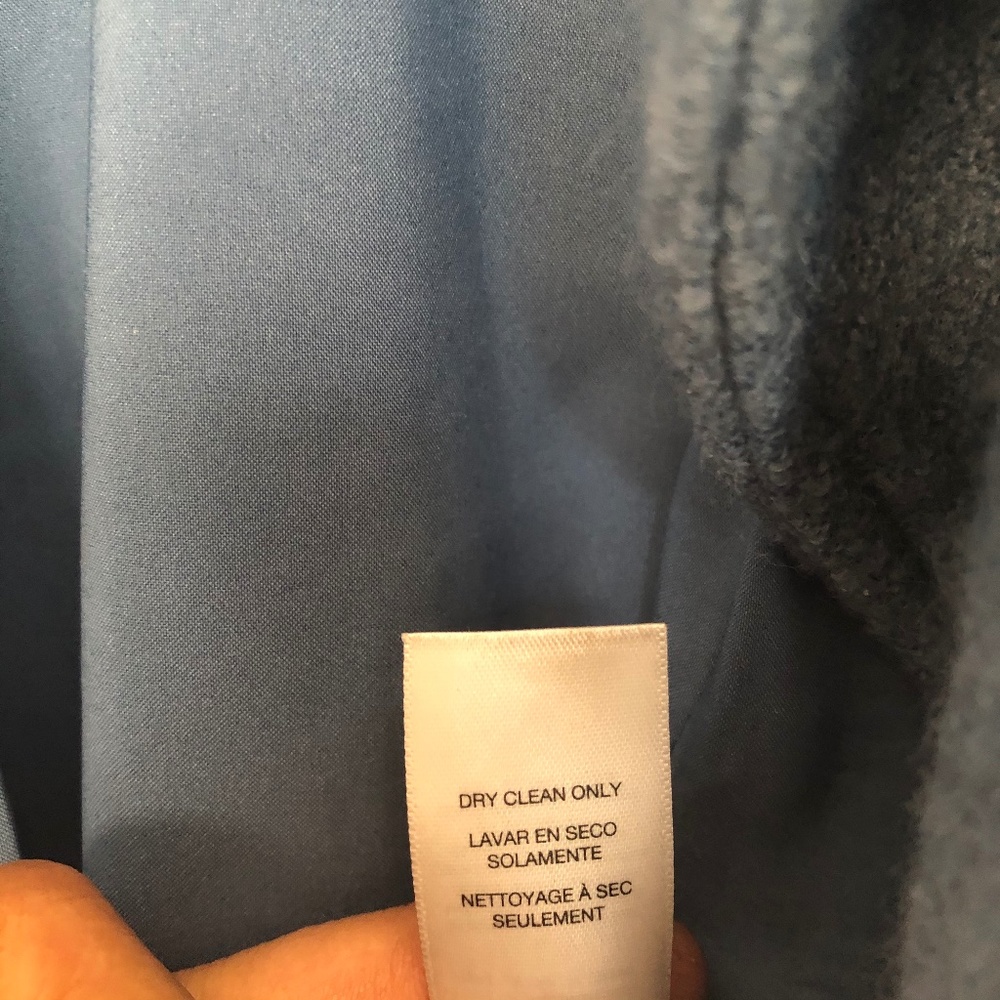 DRY CLEAN ONLY
LAVAR EN SECO
SOLAMENTE
NETTOYAGE À SEC
SEULEMENT